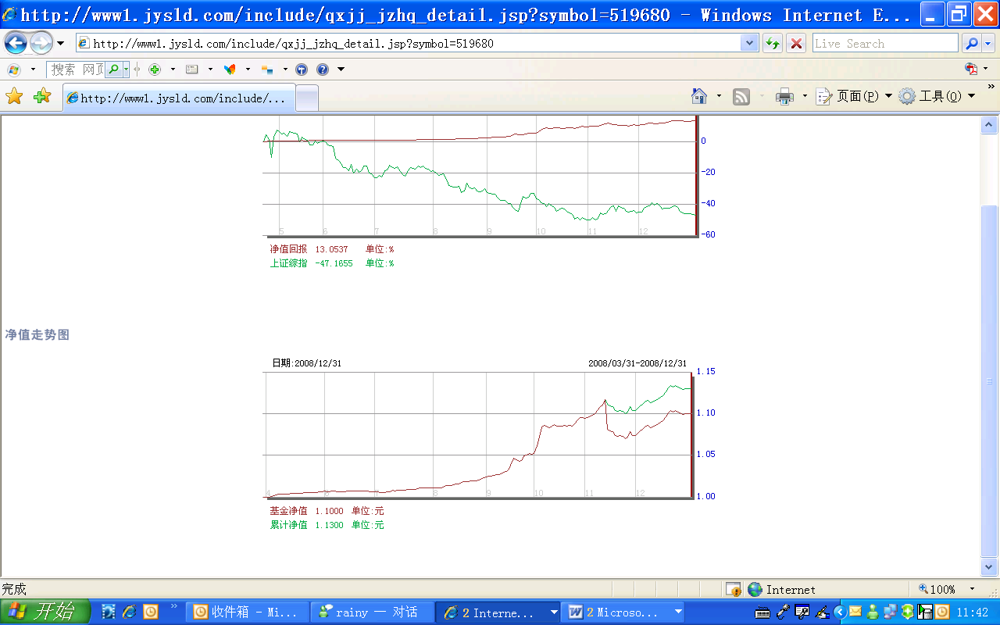 http://www1.jysld.com/include/qxjj_jzhq_detail.jsp?symbol=519680 - Windows Internet E...
http://www1.jysld.com/include/qxjj_jzhq_detail.jsp?symbol=519680
Live Search
搜索 网页
http://www1.jysld.com/include/...
页面(P)
工具(O)
0
-20
-40
-60
5 6 7 8 9 10 11 12
净值回报 13.0537 单位:%
上证综指 -47.1655 单位:%
净值走势图
日期:2008/12/31 2008/03/31-2008/12/31
1.15
1.10
1.05
1.00
4 6 7 8 9 10 11 12
基金净值 1.1000 单位:元
累计净值 1.1300 单位:元
完成 Internet 100%
开始 收件箱 - Mi... rainy — 对话 2 Interne... 2 Microso... 11:42